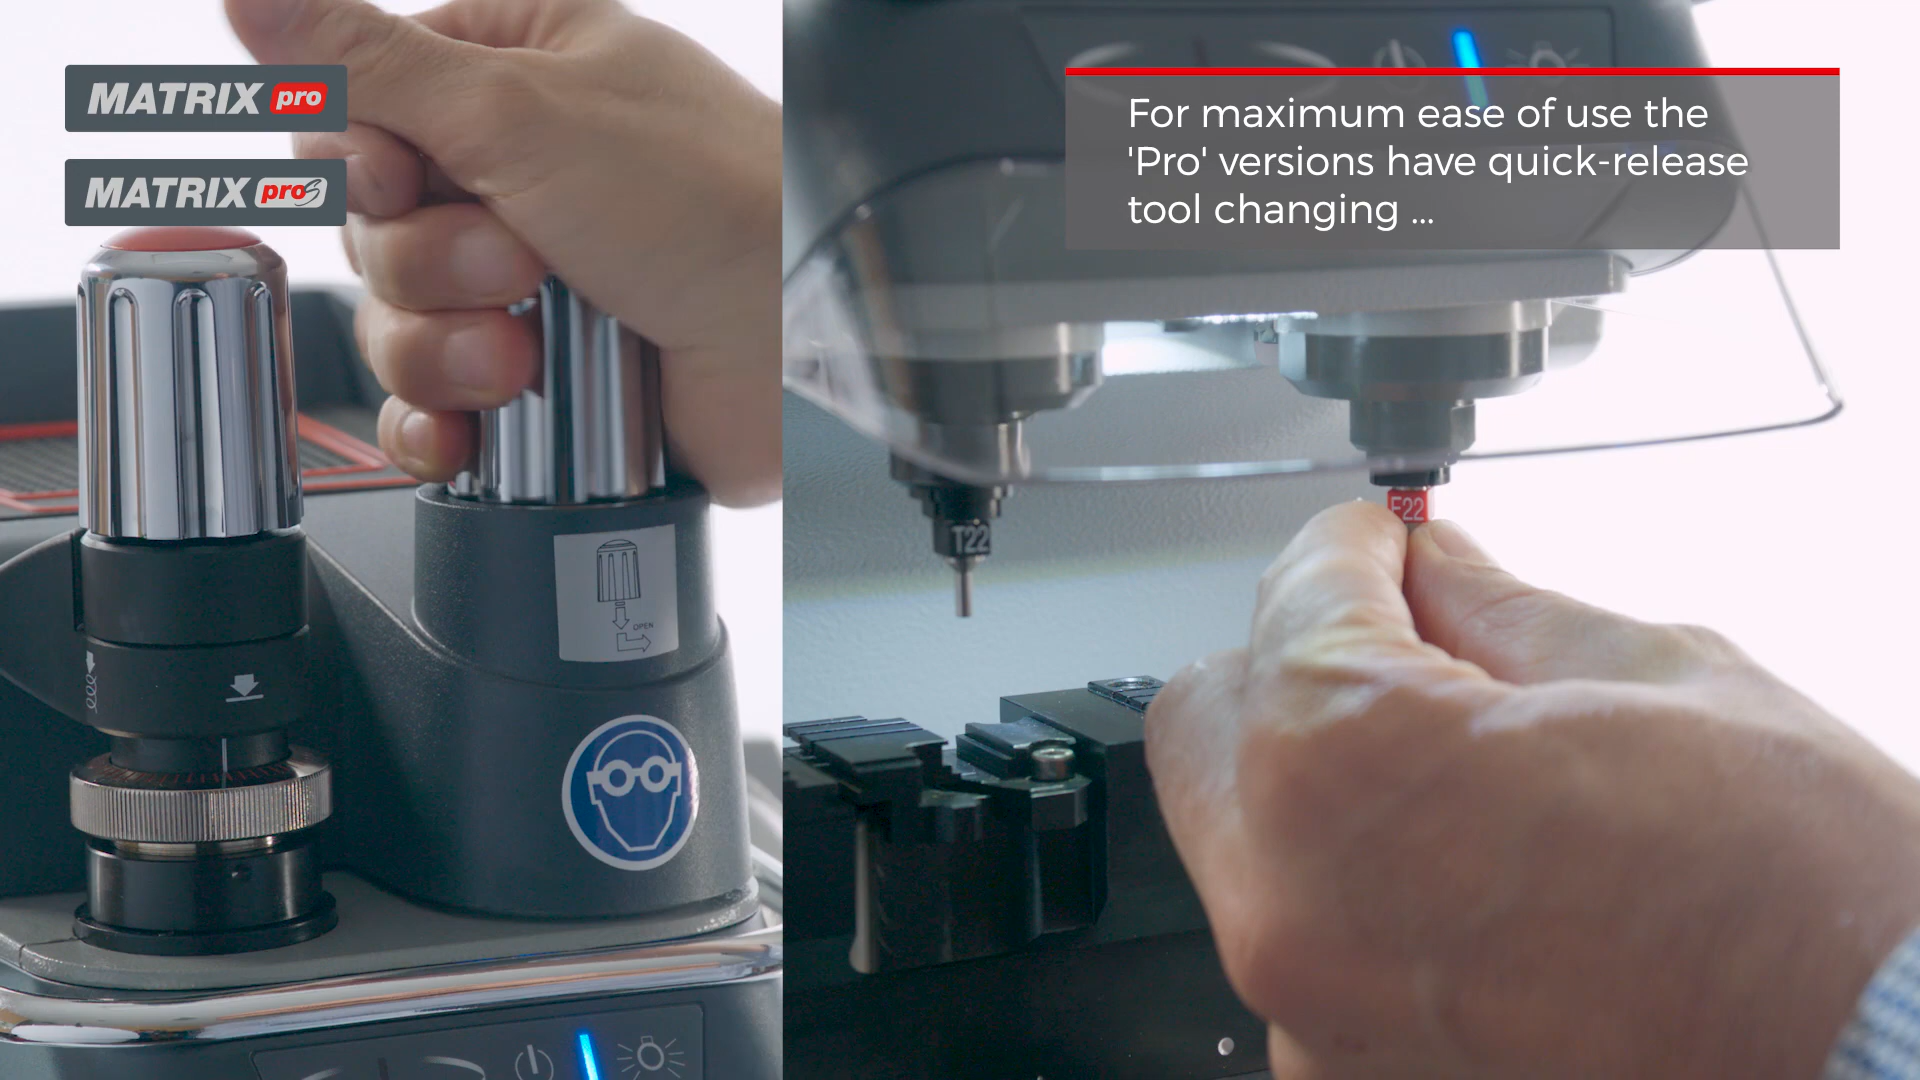 MATRIX pro
MATRIX pro S
For maximum ease of use the
'Pro' versions have quick-release
tool changing ...
OPEN
T22
F22